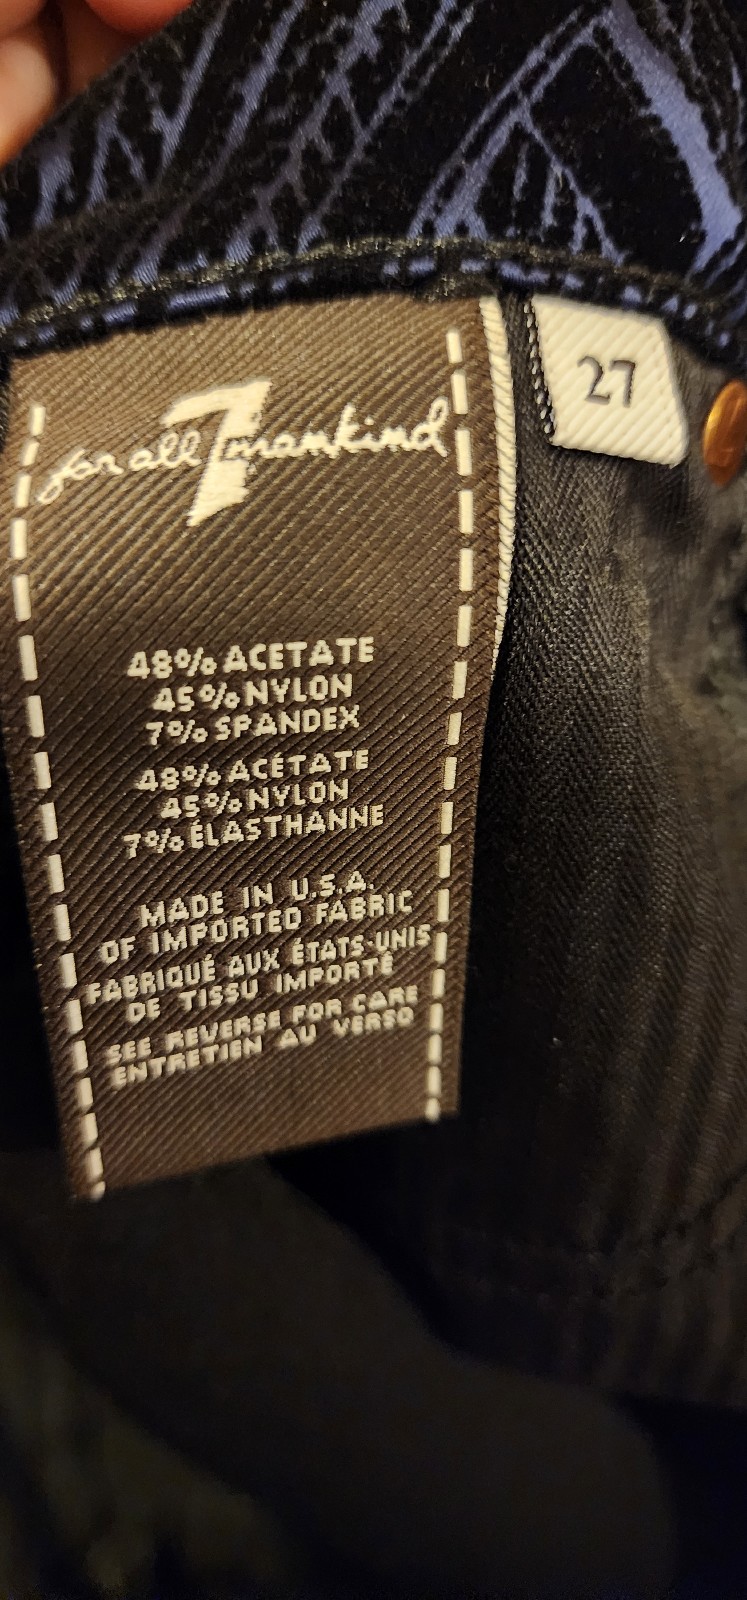 for all 7 mankind
27
48% ACETATE
45% NYLON
7% SPANDEX
48% ACÉTATE
45% NYLON
7% ÉLASTHANNE
MADE IN U.S.A.
OF IMPORTED FABRIC
FABRIQUÉ AUX ÉTATS-UNIS
DE TISSU IMPORTÉ
SEE REVERSE FOR CARE
ENTRETIEN AU VERSO